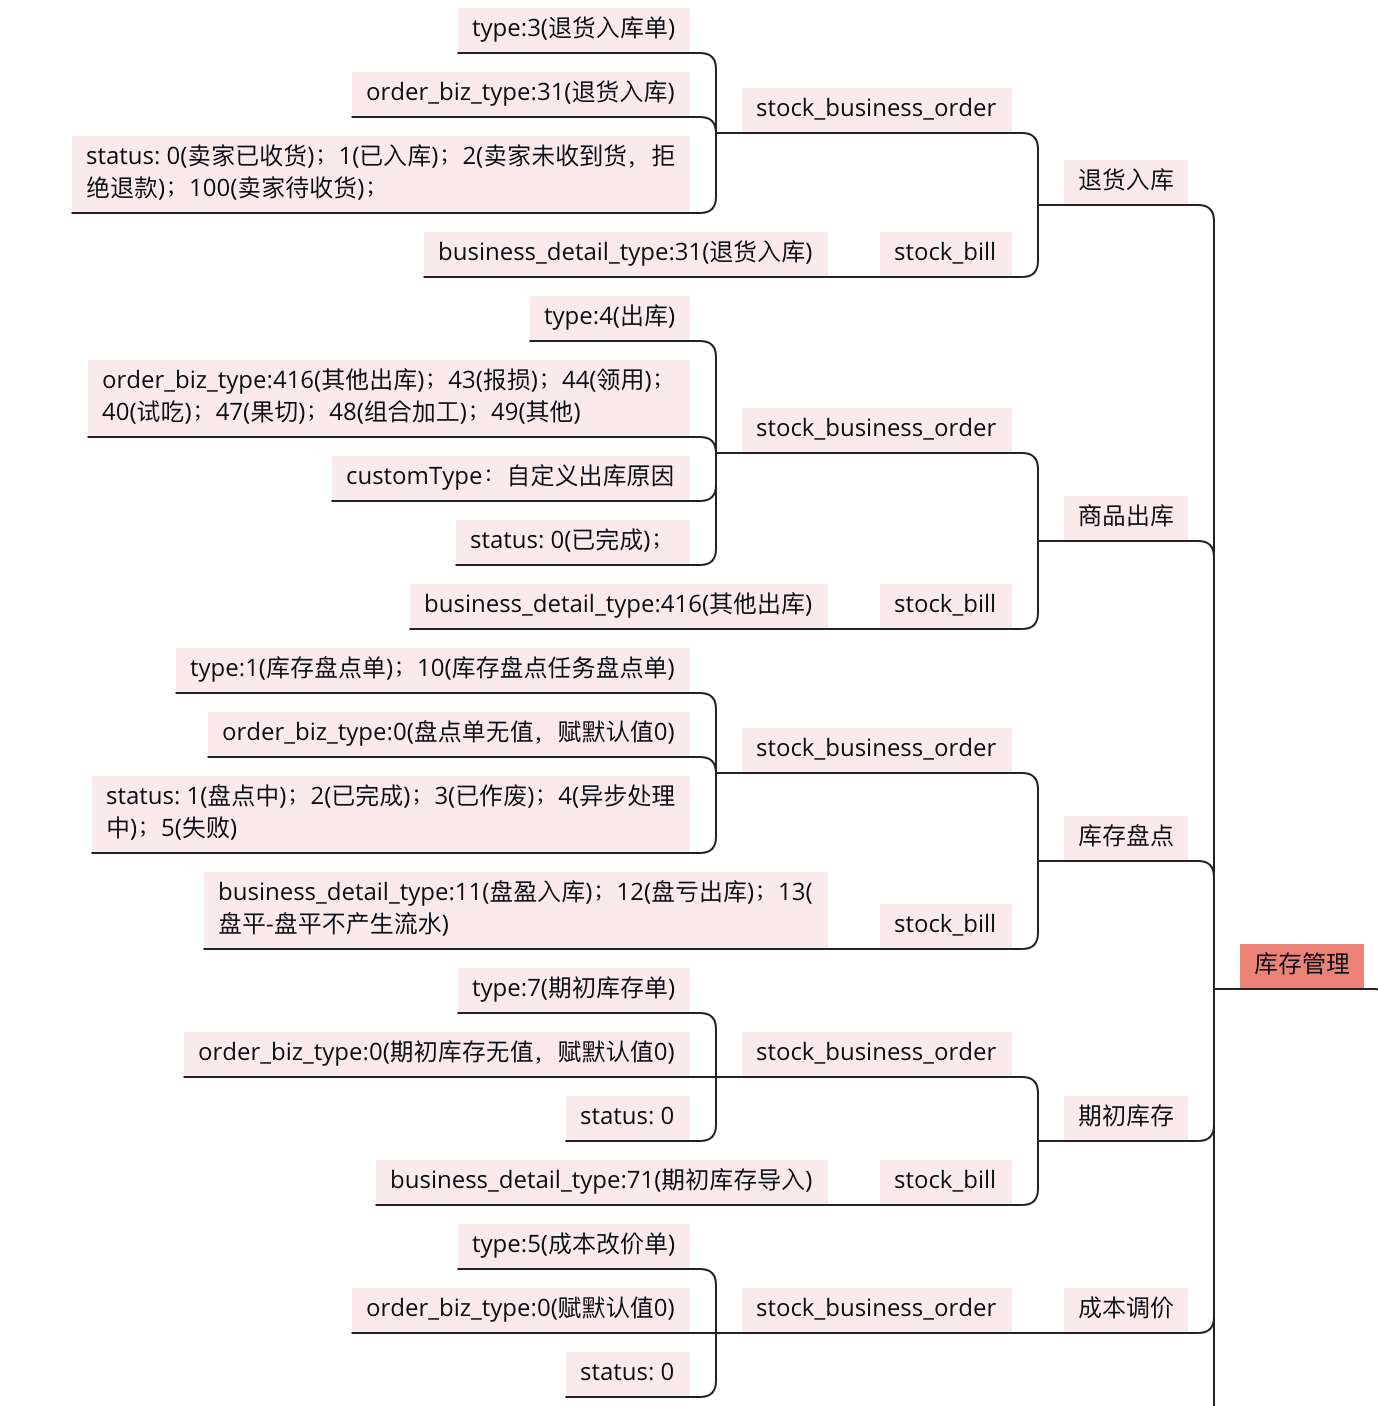 type:3(退货入库单)
order_biz_type:31(退货入库)
stock_business_order
status: 0(卖家已收货)；1(已入库)；2(卖家未收到货，拒
绝退款)；100(卖家待收货)；
退货入库
business_detail_type:31(退货入库)
stock_bill
type:4(出库)
order_biz_type:416(其他出库)；43(报损)；44(领用)；
40(试吃)；47(果切)；48(组合加工)；49(其他)
stock_business_order
customType：自定义出库原因
商品出库
status: 0(已完成)；
business_detail_type:416(其他出库)
stock_bill
type:1(库存盘点单)；10(库存盘点任务盘点单)
order_biz_type:0(盘点单无值，赋默认值0)
stock_business_order
status: 1(盘点中)；2(已完成)；3(已作废)；4(异步处理
中)；5(失败)
库存盘点
business_detail_type:11(盘盈入库)；12(盘亏出库)；13(
盘平-盘平不产生流水)
stock_bill
库存管理
type:7(期初库存单)
order_biz_type:0(期初库存无值，赋默认值0)
stock_business_order
status: 0
期初库存
business_detail_type:71(期初库存导入)
stock_bill
type:5(成本改价单)
order_biz_type:0(赋默认值0)
stock_business_order
成本调价
status: 0